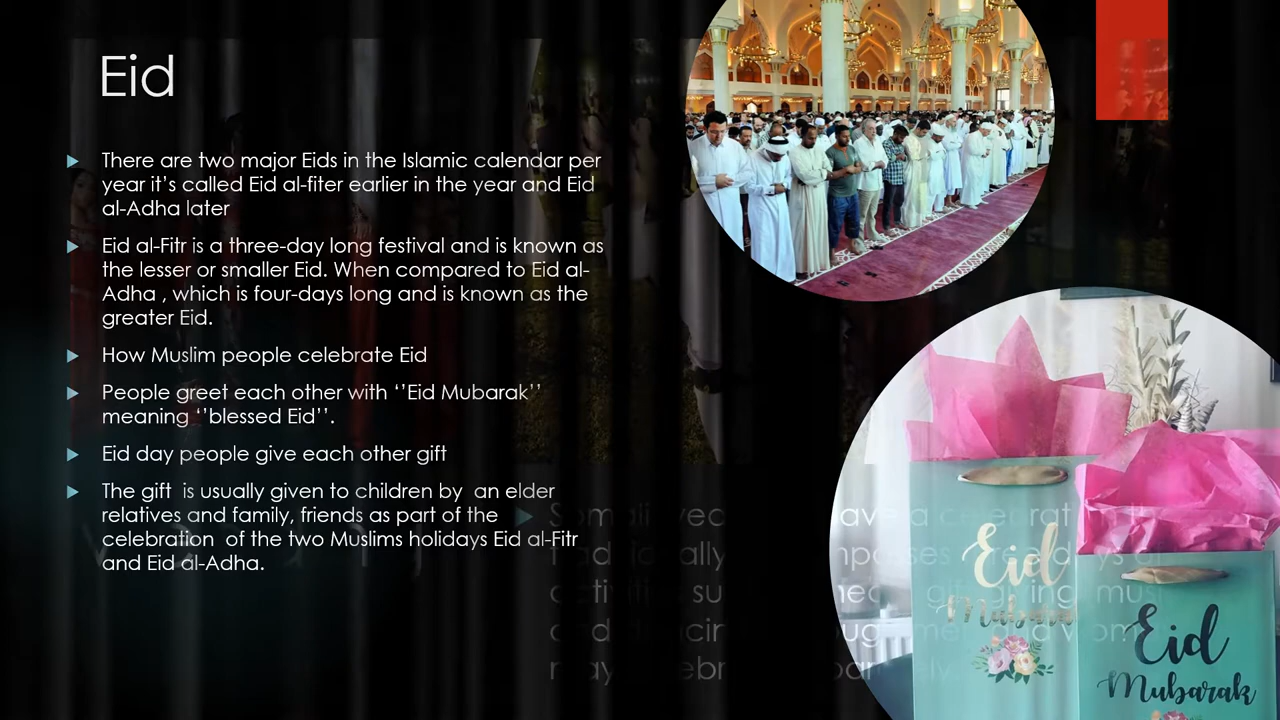 Eid
There are two major Eids in the Islamic calendar per
year it’s called Eid al-fiter earlier in the year and Eid
al-Adha later
Eid al-Fitr is a three-day long festival and is known as
the lesser or smaller Eid. When compared to Eid al-
Adha , which is four-days long and is known as the
greater Eid.
How Muslim people celebrate Eid
People greet each other with ‘’Eid Mubarak’’
meaning ‘’blessed Eid’’.
Eid day people give each other gift
The gift  is usually given to children by  an elder
relatives and family, friends as part of the
celebration  of the two Muslims holidays Eid al-Fitr
and Eid al-Adha.
Eid
Mubarak
Eid
Mubarak